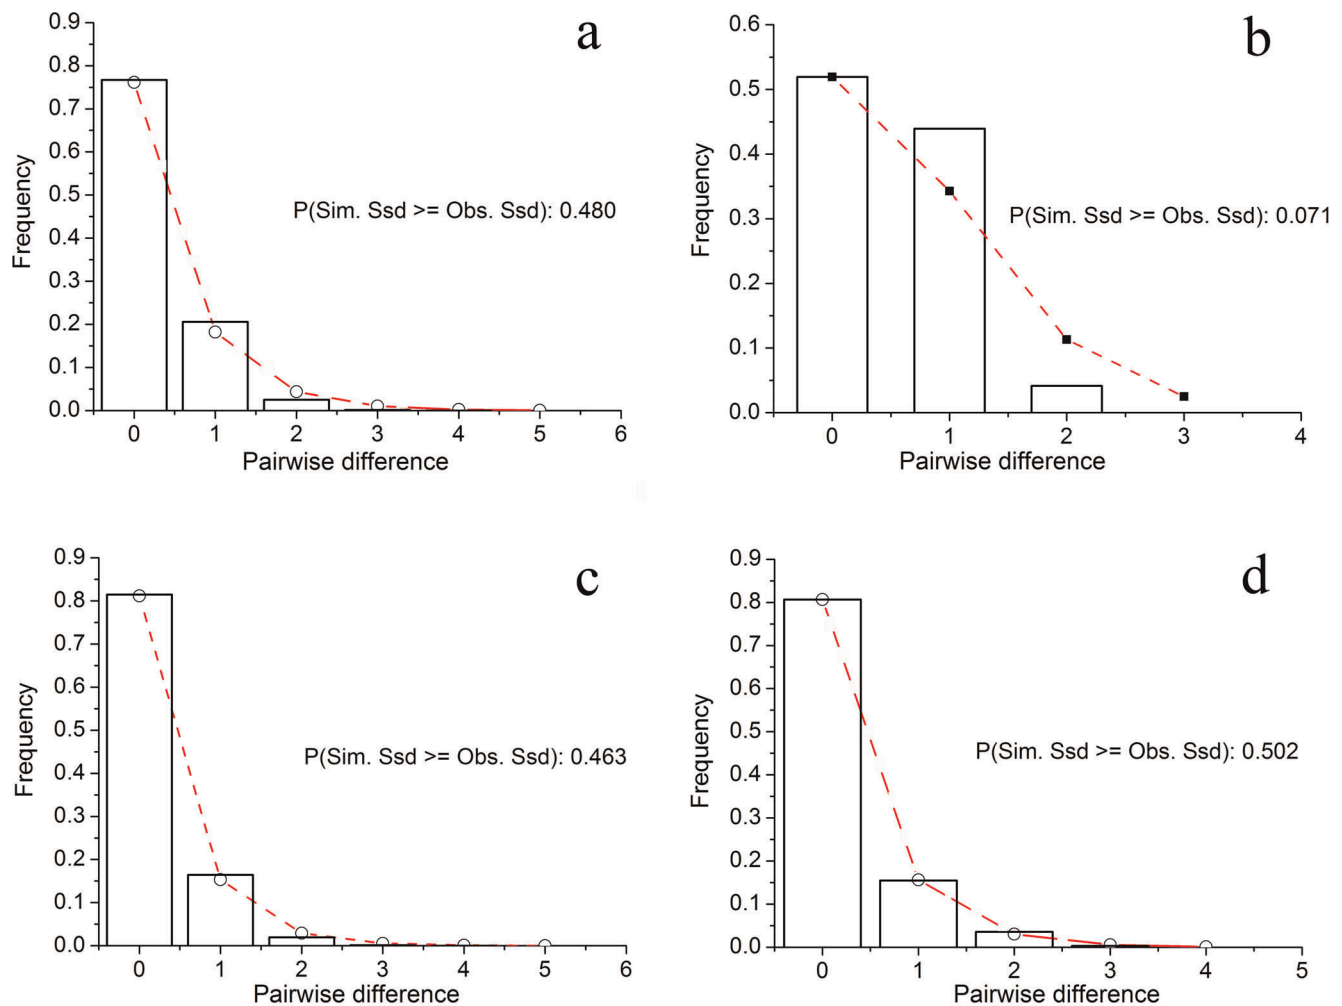 a
0.9
0.8
0.7
0.6
0.5
0.4
0.3
0.2
0.1
0.0
Frequency
P(Sim. Ssd >= Obs. Ssd): 0.480
0 1 2 3 4 5 6
Pairwise difference
b
0.6
0.5
0.4
0.3
0.2
0.1
0.0
Frequency
P(Sim. Ssd >= Obs. Ssd): 0.071
0 1 2 3 4
Pairwise difference
c
0.9
0.8
0.7
0.6
0.5
0.4
0.3
0.2
0.1
0.0
Frequency
P(Sim. Ssd >= Obs. Ssd): 0.463
0 1 2 3 4 5 6
Pairwise difference
d
0.9
0.8
0.7
0.6
0.5
0.4
0.3
0.2
0.1
0.0
Frequency
P(Sim. Ssd >= Obs. Ssd): 0.502
0 1 2 3 4 5
Pairwise difference